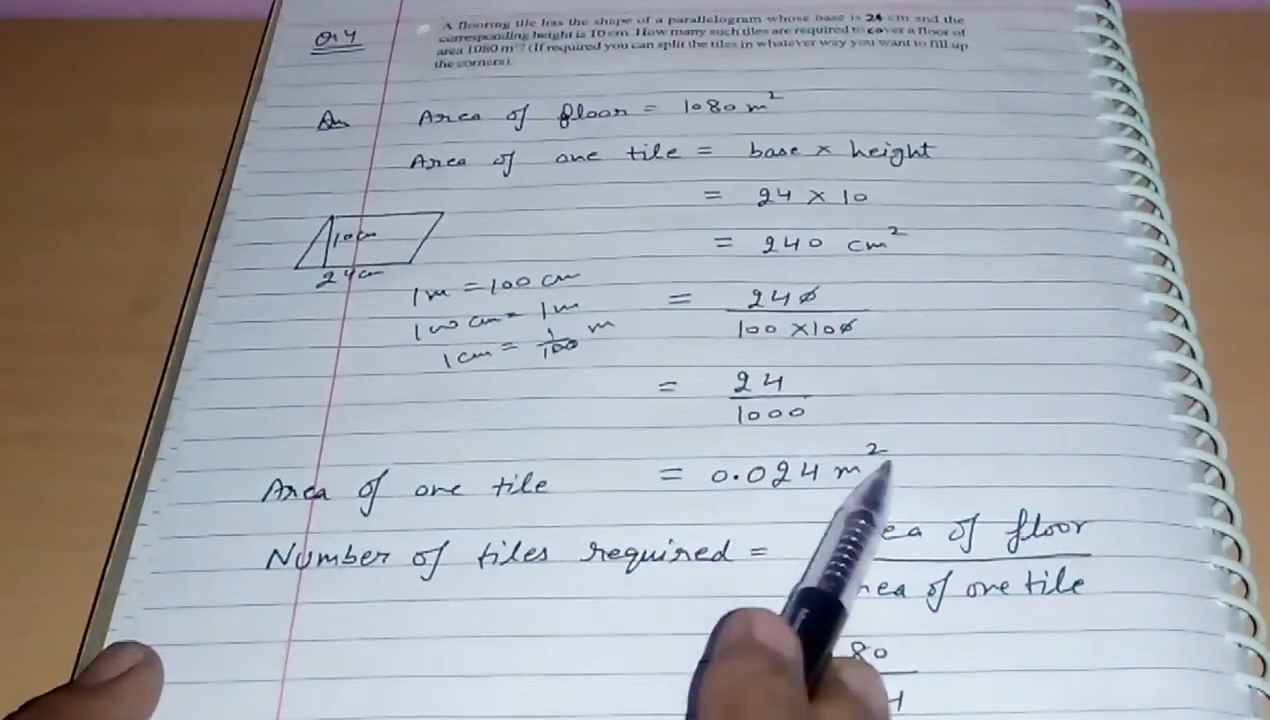 Q.4
A flooring tile has the shape of a parallelogram whose base is 24 cm and the
corresponding height is 10 cm. How many such tiles are required to cover a floor of
area 1080 m²? (If required you can split the tiles in whatever way you want to fill up
the corners).
Ans Area of floor = 1080 m²
Area of one tile = base × height
= 24 × 10
= 240 cm²
10cm
24cm
1m = 100 cm
100 cm = 1m
1cm = 1/100 m
= 240
100 × 100
= 24
1000
Area of one tile = 0.024 m²
Number of tiles required = ea of floor
ea of one tile
80
4